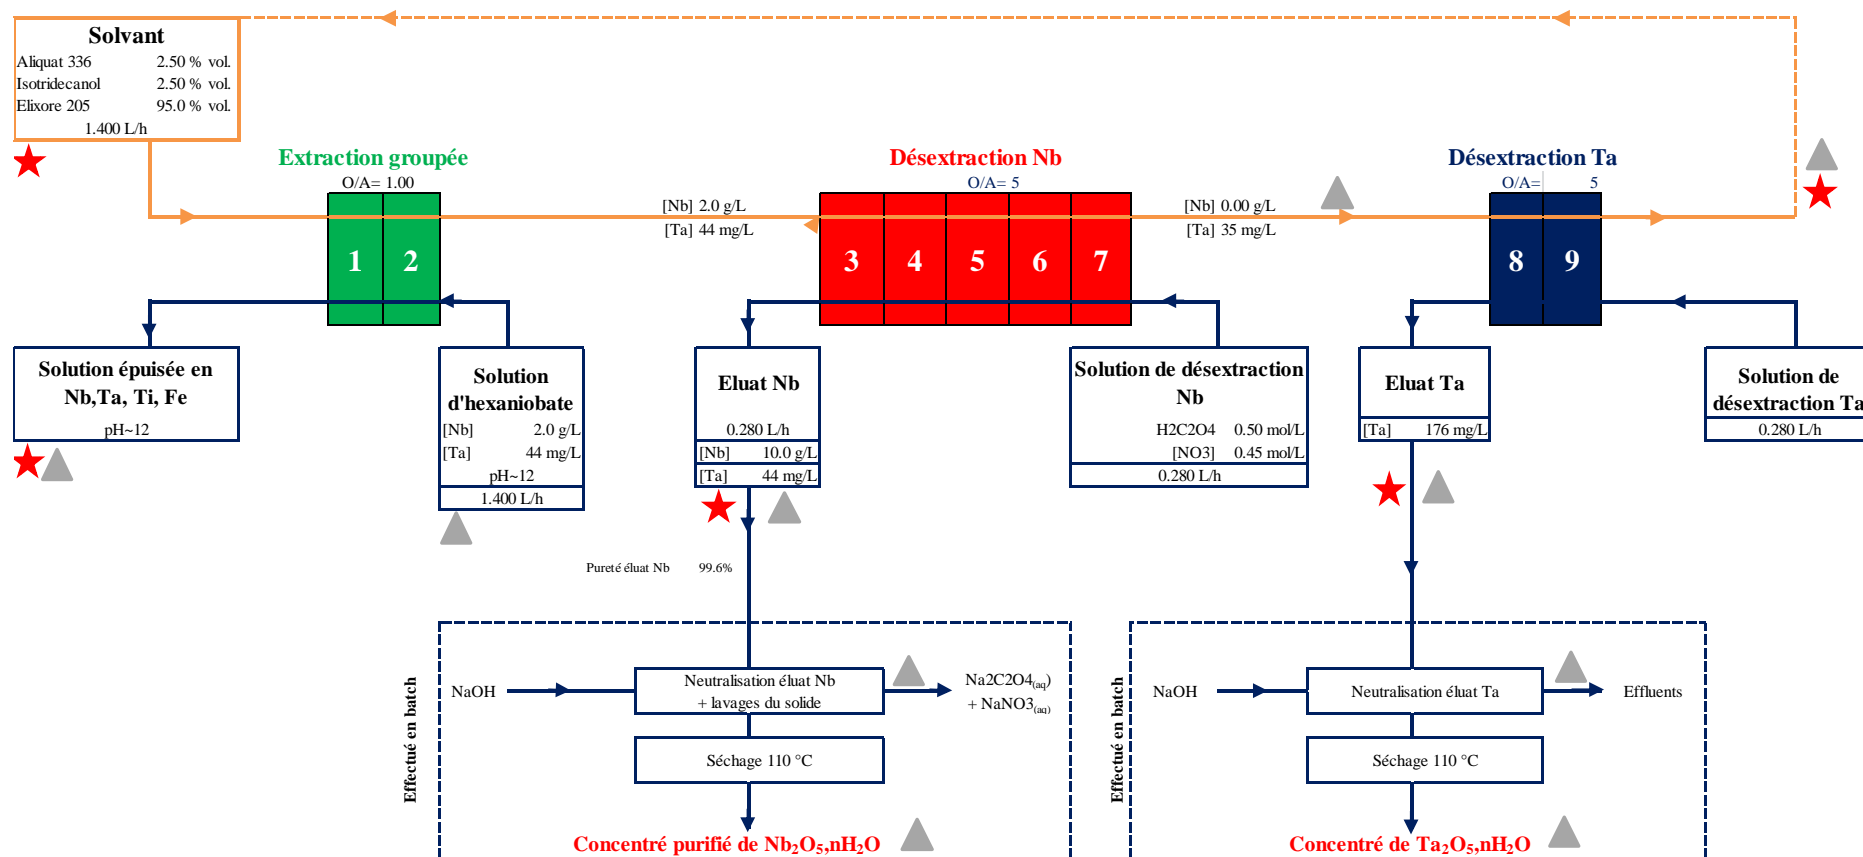 Solvant
Aliquat 336 2.50 % vol.
Isotridecanol 2.50 % vol.
Elixore 205 95.0 % vol.
1.400 L/h
Extraction groupée
O/A= 1.00
Désextraction Nb
O/A= 5
Désextraction Ta
O/A= 5
[Nb] 2.0 g/L
[Ta] 44 mg/L
[Nb] 0.00 g/L
[Ta] 35 mg/L
1 2
3 4 5 6 7
8 9
Solution épuisée en
Nb,Ta, Ti, Fe
pH~12
Solution
d'hexaniobate
[Nb] 2.0 g/L
[Ta] 44 mg/L
pH~12
1.400 L/h
Eluat Nb
0.280 L/h
[Nb] 10.0 g/L
[Ta] 44 mg/L
Solution de désextraction
Nb
H2C2O4 0.50 mol/L
[NO3] 0.45 mol/L
0.280 L/h
Eluat Ta
[Ta] 176 mg/L
Solution de
désextraction Ta
0.280 L/h
Pureté éluat Nb 99.6%
Effectué en batch
NaOH
Neutralisation éluat Nb
+ lavages du solide
Na2C2O4(aq)
+ NaNO3(aq)
Séchage 110 °C
Concentré purifié de Nb₂O₅,nH₂O
Effectué en batch
NaOH
Neutralisation éluat Ta
Effluents
Séchage 110 °C
Concentré de Ta₂O₅,nH₂O